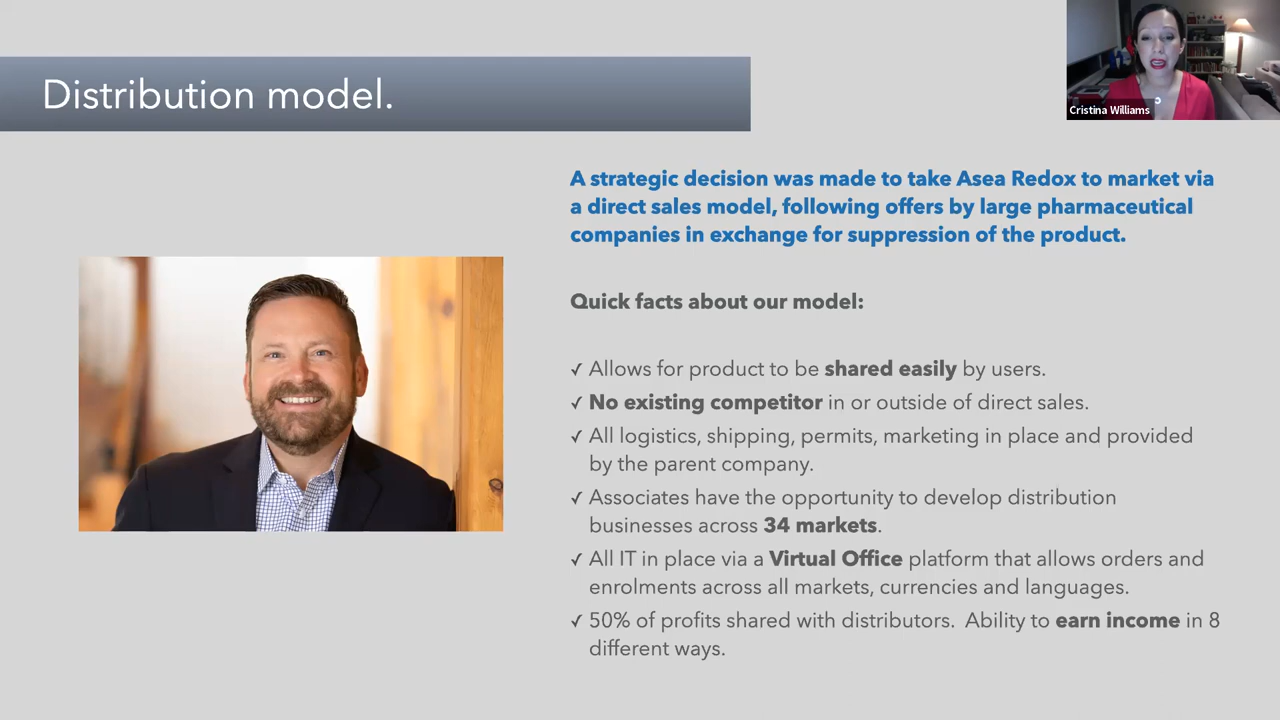 Distribution model.
Cristina Williams
A strategic decision was made to take Asea Redox to market via
a direct sales model, following offers by large pharmaceutical
companies in exchange for suppression of the product.
Quick facts about our model:
✓ Allows for product to be shared easily by users.
✓ No existing competitor in or outside of direct sales.
✓ All logistics, shipping, permits, marketing in place and provided
by the parent company.
✓ Associates have the opportunity to develop distribution
businesses across 34 markets.
✓ All IT in place via a Virtual Office platform that allows orders and
enrolments across all markets, currencies and languages.
✓ 50% of profits shared with distributors.  Ability to earn income in 8
different ways.